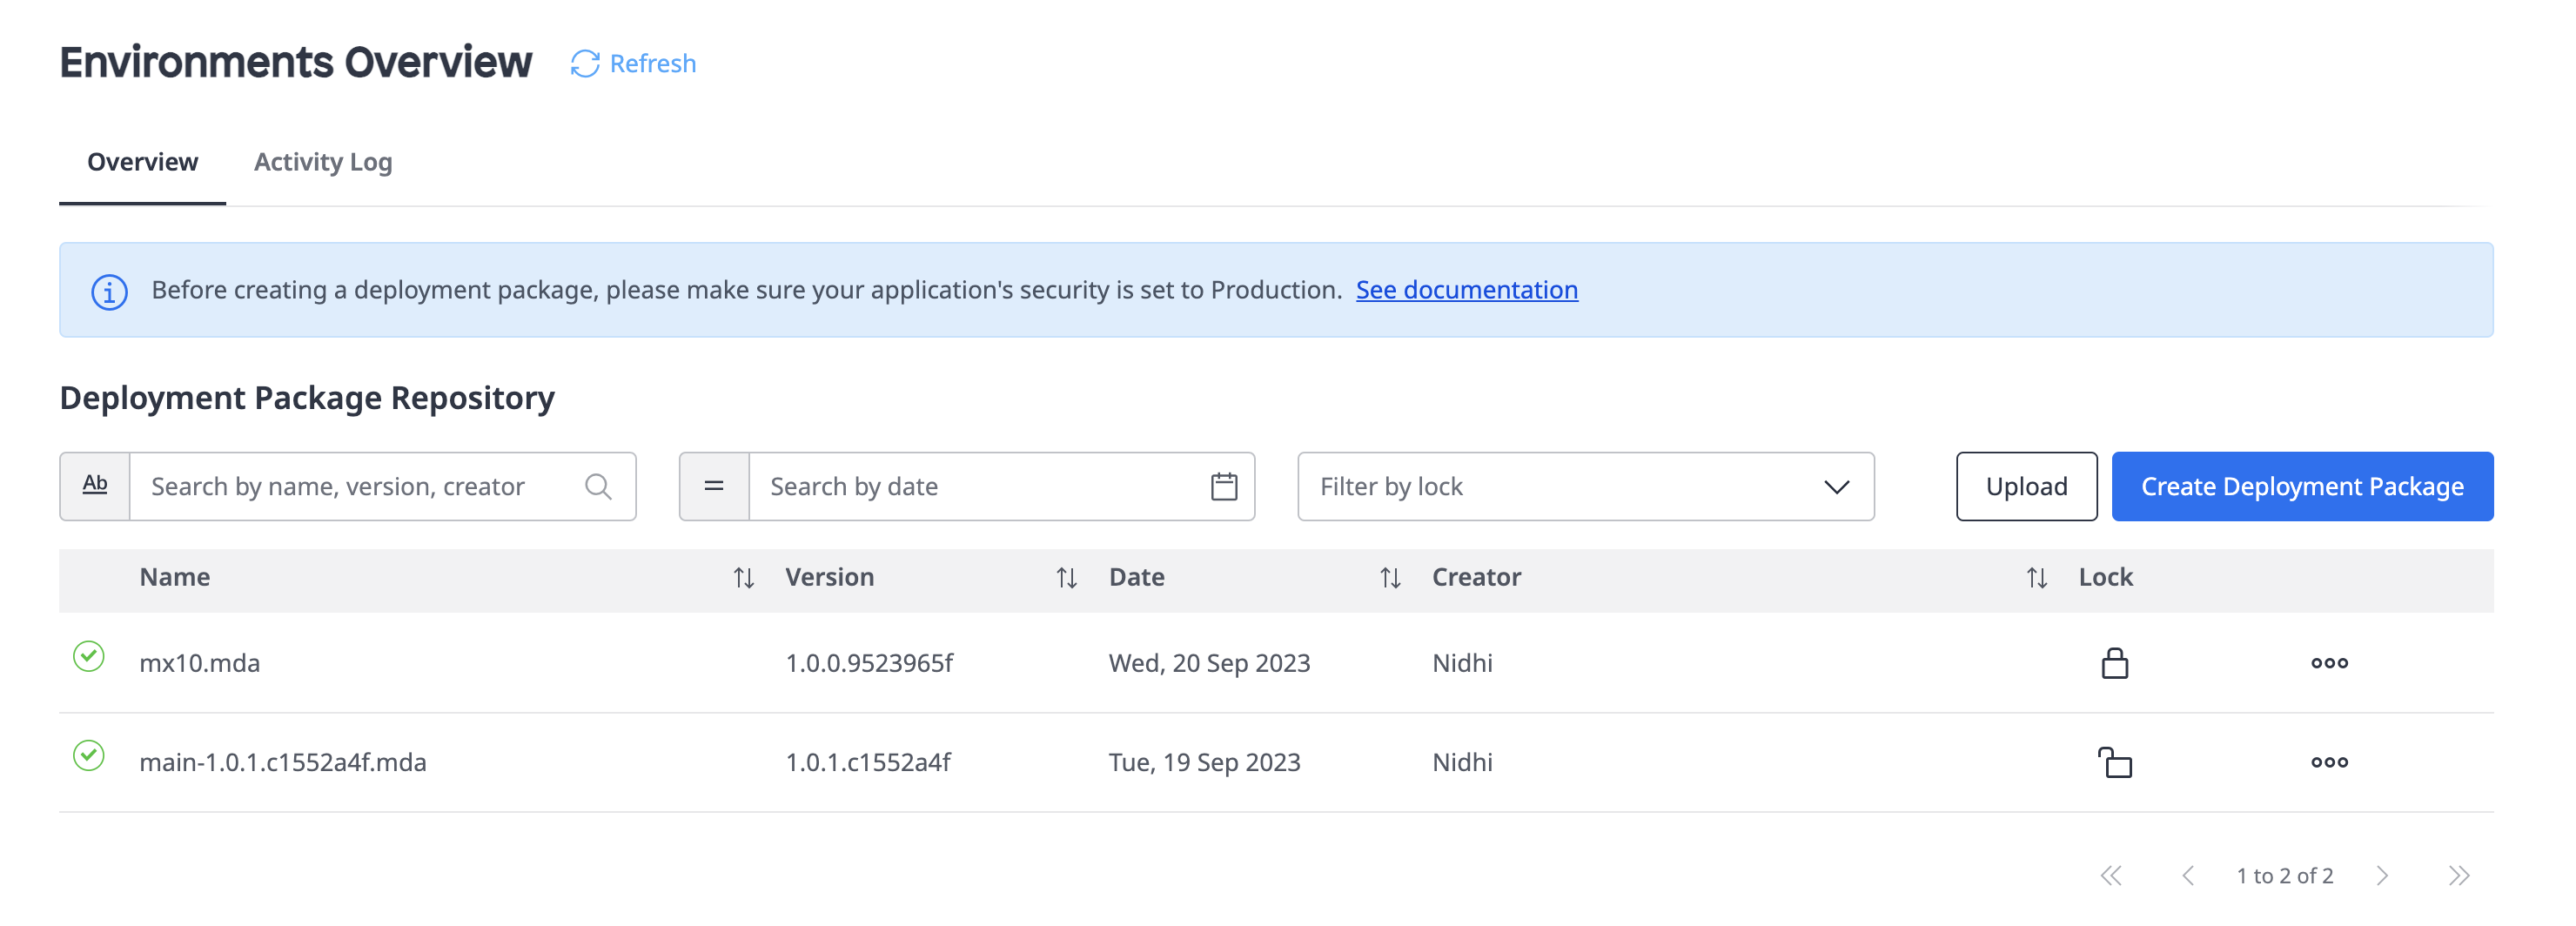 Environments Overview Refresh
Overview Activity Log
Before creating a deployment package, please make sure your application's security is set to Production. See documentation
Deployment Package Repository
Ab Search by name, version, creator = Search by date Filter by lock Upload Create Deployment Package
Name Version Date Creator Lock
mx10.mda 1.0.0.9523965f Wed, 20 Sep 2023 Nidhi
main-1.0.1.c1552a4f.mda 1.0.1.c1552a4f Tue, 19 Sep 2023 Nidhi
1 to 2 of 2